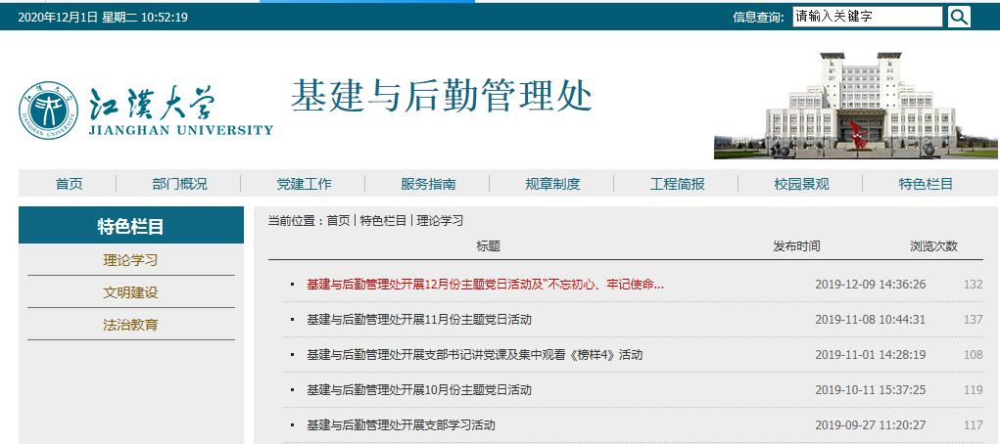 2020年12月1日 星期二 10:52:19 信息查询: 请输入关键字
江漢大学
JIANGHAN UNIVERSITY
基建与后勤管理处
首页 部门概况 党建工作 服务指南 规章制度 工程简报 校园景观 特色栏目
特色栏目
理论学习
文明建设
法治教育
当前位置：首页 | 特色栏目 | 理论学习
标题 发布时间 浏览次数
基建与后勤管理处开展12月份主题党日活动及“不忘初心、牢记使命... 2019-12-09 14:36:26 132
基建与后勤管理处开展11月份主题党日活动 2019-11-08 10:44:31 137
基建与后勤管理处开展支部书记讲党课及集中观看《榜样4》活动 2019-11-01 14:28:19 108
基建与后勤管理处开展10月份主题党日活动 2019-10-11 15:37:25 119
基建与后勤管理处开展支部学习活动 2019-09-27 11:20:27 117